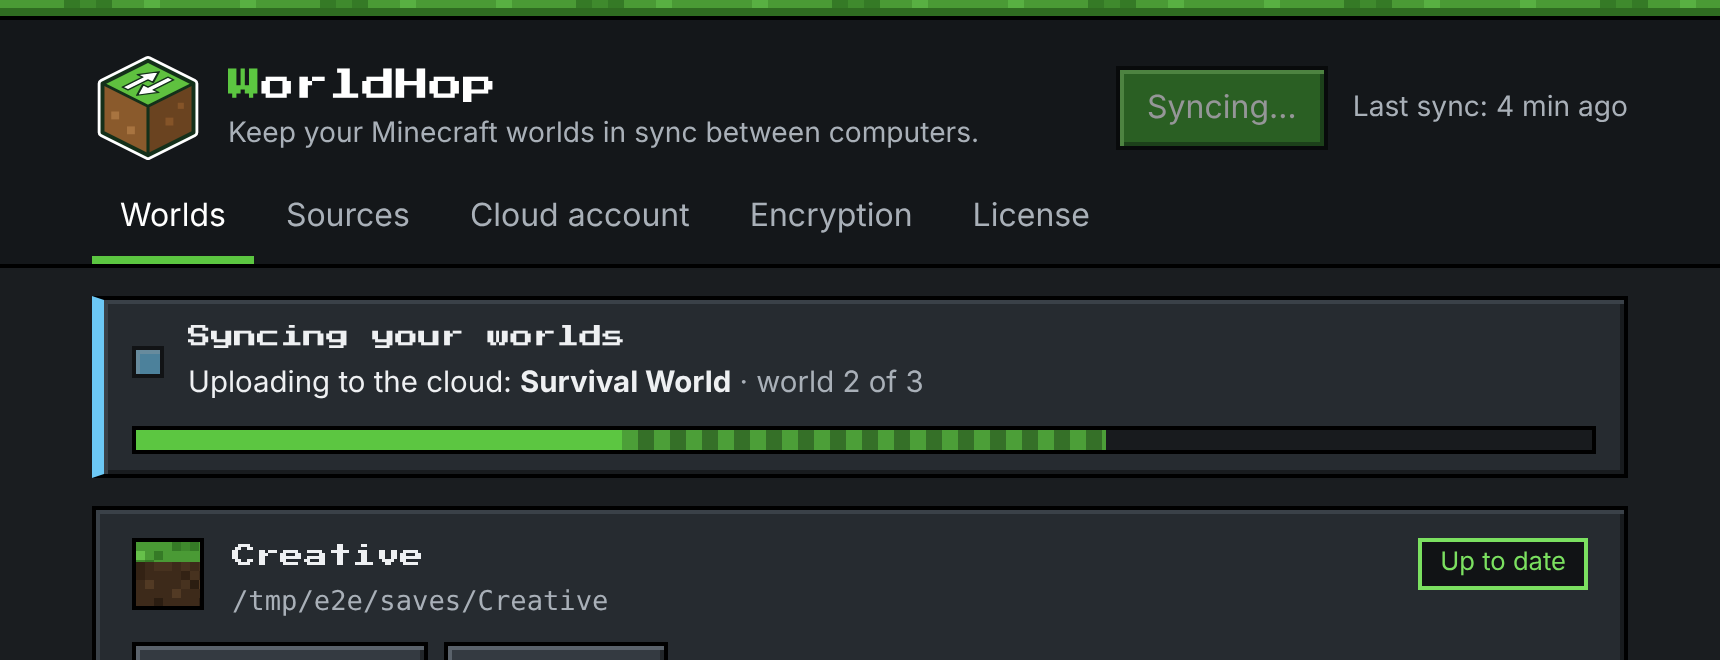 WorldHop
Keep your Minecraft worlds in sync between computers.
Syncing...
Last sync: 4 min ago
Worlds
Sources
Cloud account
Encryption
License
Syncing your worlds
Uploading to the cloud: Survival World · world 2 of 3
Creative
/tmp/e2e/saves/Creative
Up to date